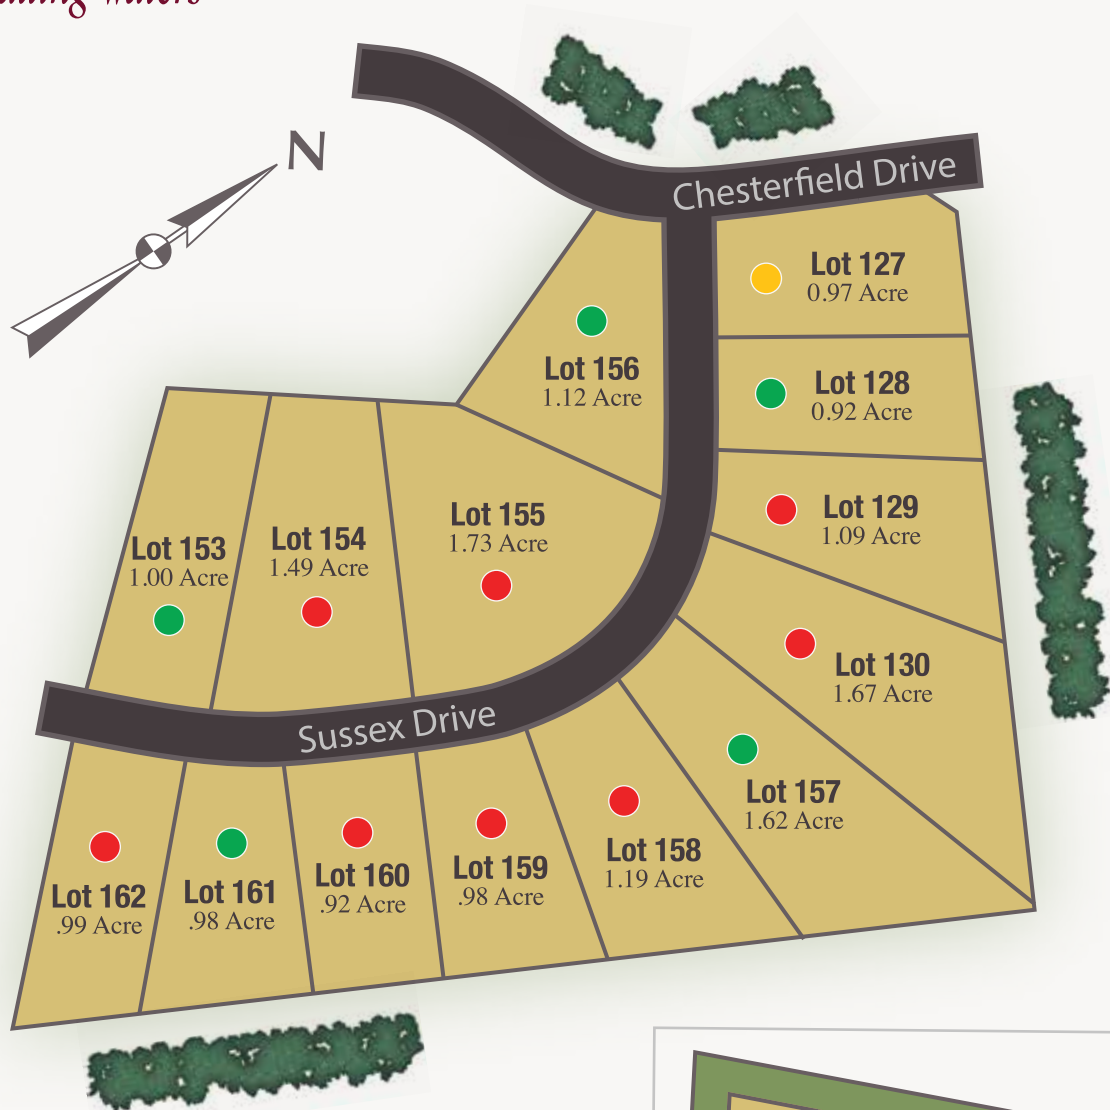 N
Chesterfield Drive
Lot 127
0.97 Acre
Lot 156
1.12 Acre
Lot 128
0.92 Acre
Lot 129
1.09 Acre
Lot 155
1.73 Acre
Lot 154
1.49 Acre
Lot 153
1.00 Acre
Lot 130
1.67 Acre
Sussex Drive
Lot 157
1.62 Acre
Lot 158
1.19 Acre
Lot 159
.98 Acre
Lot 160
.92 Acre
Lot 161
.98 Acre
Lot 162
.99 Acre